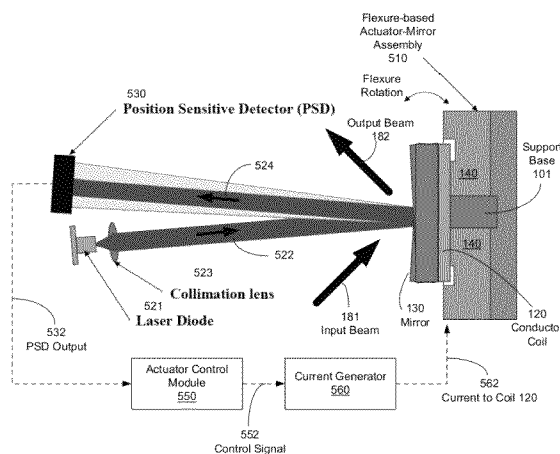 Flexure-based
Actuator-Mirror
Assembly
510
530
Position Sensitive Detector (PSD)
Flexure
Rotation
Output Beam
182
Support
Base
101
524
140
140
522
523
521
Collimation lens
Laser Diode
181
Input Beam
130
Mirror
120
Conducto
Coil
532
PSD Output
Actuator Control
Module
550
Current Generator
560
562
Current to Coil 120
552
Control Signal